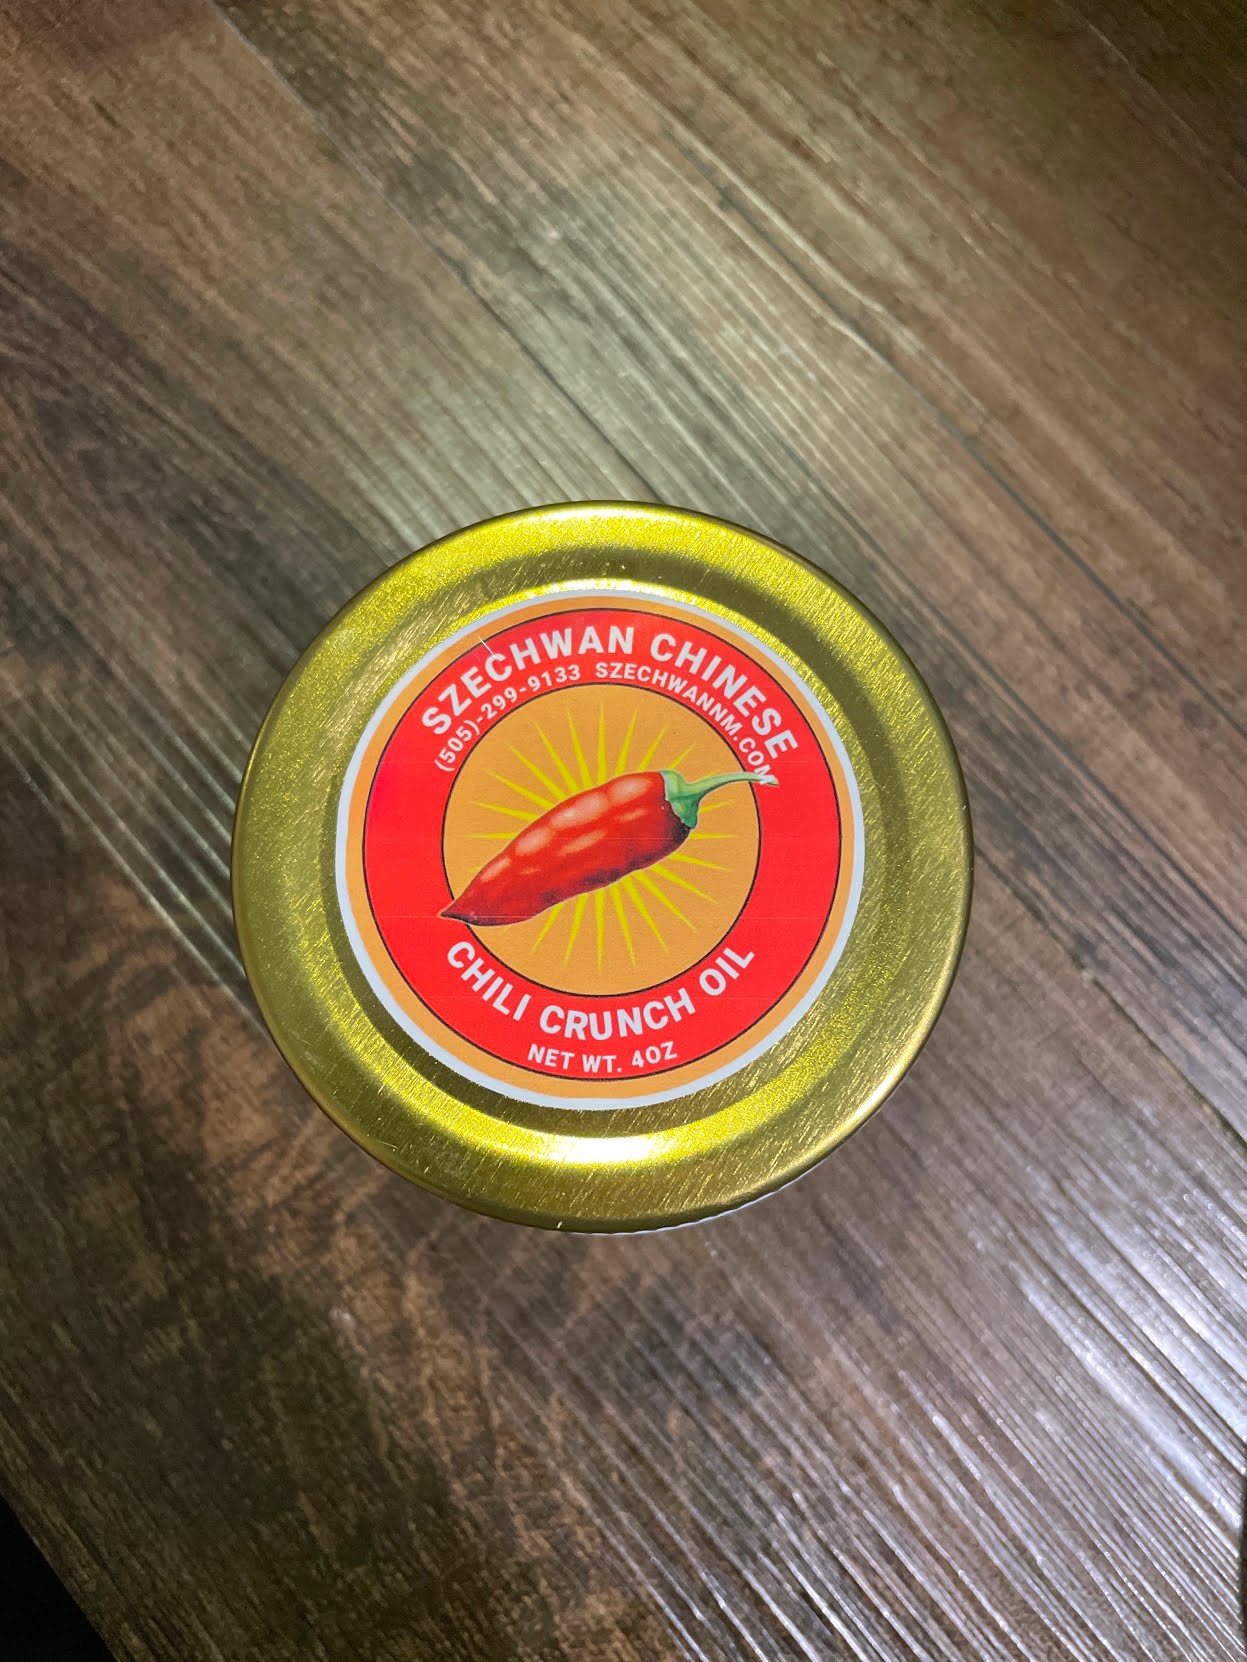 SZECHWAN CHINESE
(505)-299-9133 SZECHWANNM.COM
CHILI CRUNCH OIL
NET WT. 4OZ